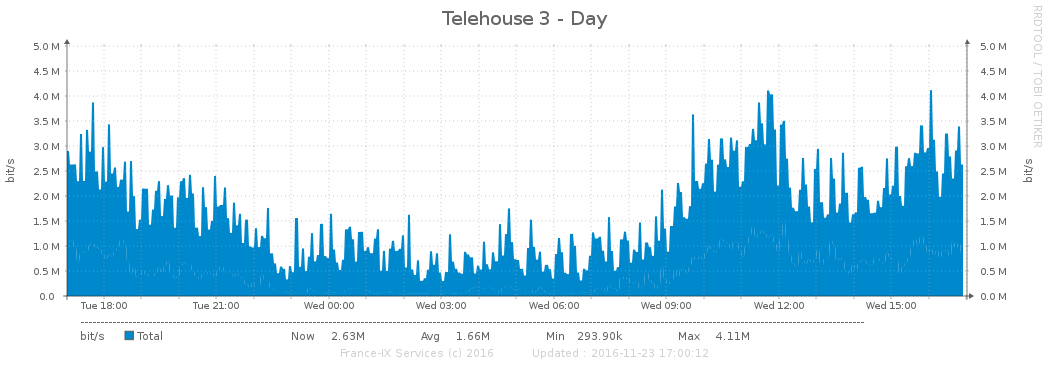 Telehouse 3 - Day
RRDTOOL / TOBI OETIKER
bit/s
5.0 M 5.0 M
4.5 M 4.5 M
4.0 M 4.0 M
3.5 M 3.5 M
3.0 M 3.0 M
2.5 M 2.5 M
2.0 M 2.0 M
1.5 M 1.5 M
1.0 M 1.0 M
0.5 M 0.5 M
0.0 0.0 M
bit/s
Tue 18:00 Tue 21:00 Wed 00:00 Wed 03:00 Wed 06:00 Wed 09:00 Wed 12:00 Wed 15:00
bit/s Total Now 2.63M Avg 1.66M Min 293.90k Max 4.11M
France-IX Services (c) 2016 Updated : 2016-11-23 17:00:12